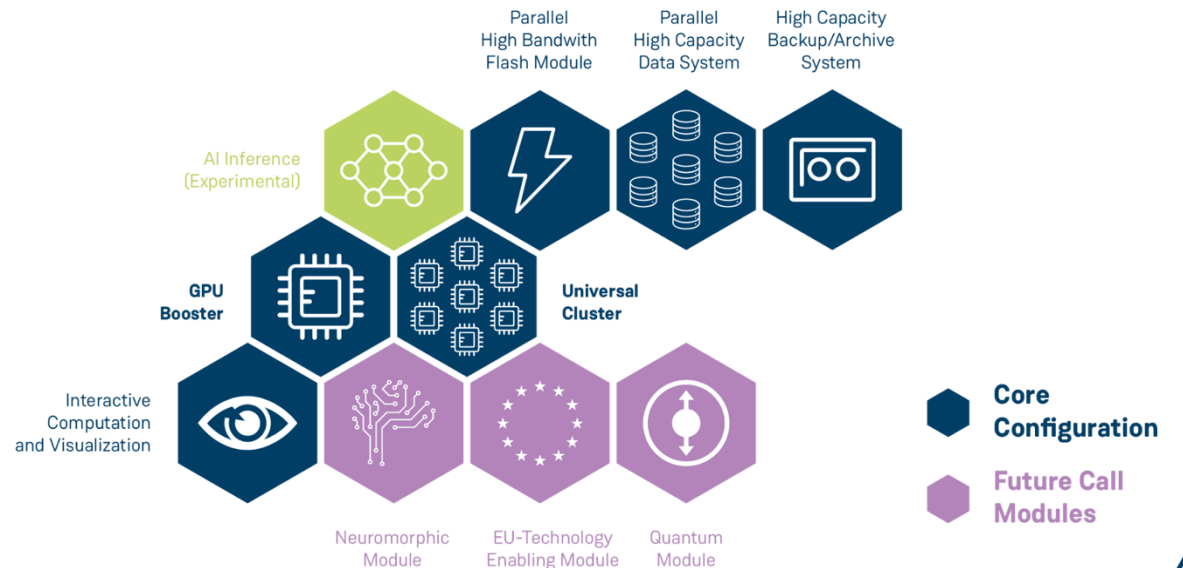 Parallel
High Bandwith
Flash Module
Parallel
High Capacity
Data System
High Capacity
Backup/Archive
System
AI Inference
(Experimental)
GPU
Booster
Universal
Cluster
Interactive
Computation
and Visualization
Core
Configuration
Future Call
Modules
Neuromorphic
Module
EU-Technology
Enabling Module
Quantum
Module